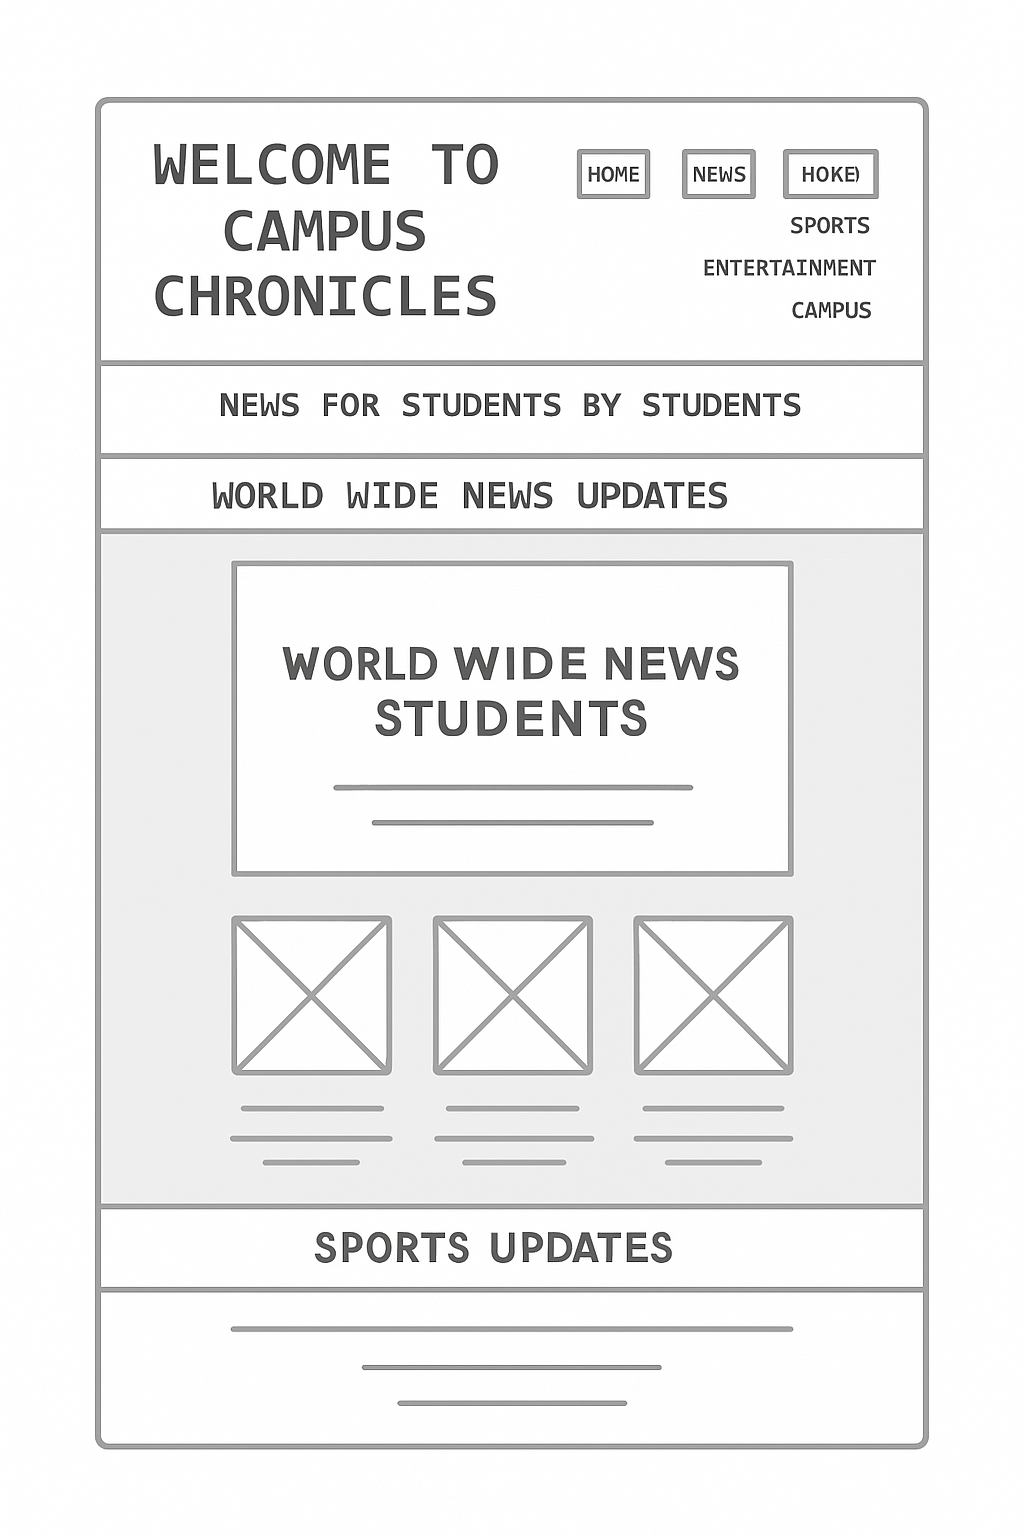 WELCOME TO
CAMPUS
CHRONICLES
HOME
NEWS
HOKE)
SPORTS
ENTERTAINMENT
CAMPUS
NEWS FOR STUDENTS BY STUDENTS
WORLD WIDE NEWS UPDATES
WORLD WIDE NEWS
STUDENTS
SPORTS UPDATES